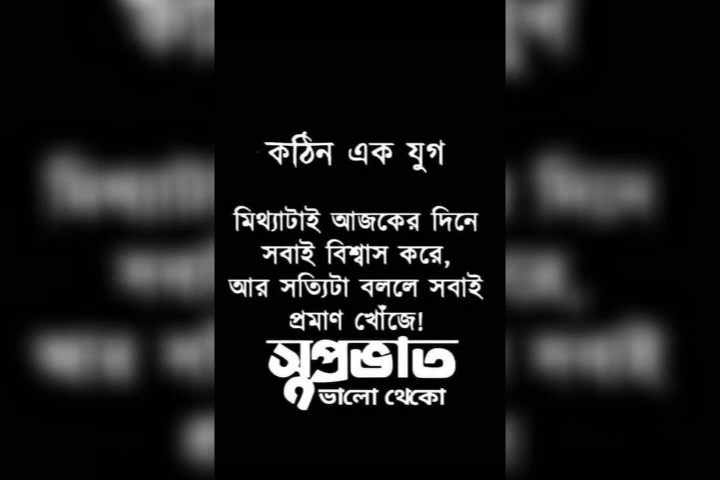 কঠিন এক যুগ
মিথ্যাটাই আজকের দিনে
সবাই বিশ্বাস করে,
আর সত্যিটা বললে সবাই
প্রমাণ খোঁজে!
সুপ্রভাত
ভালো থেকো